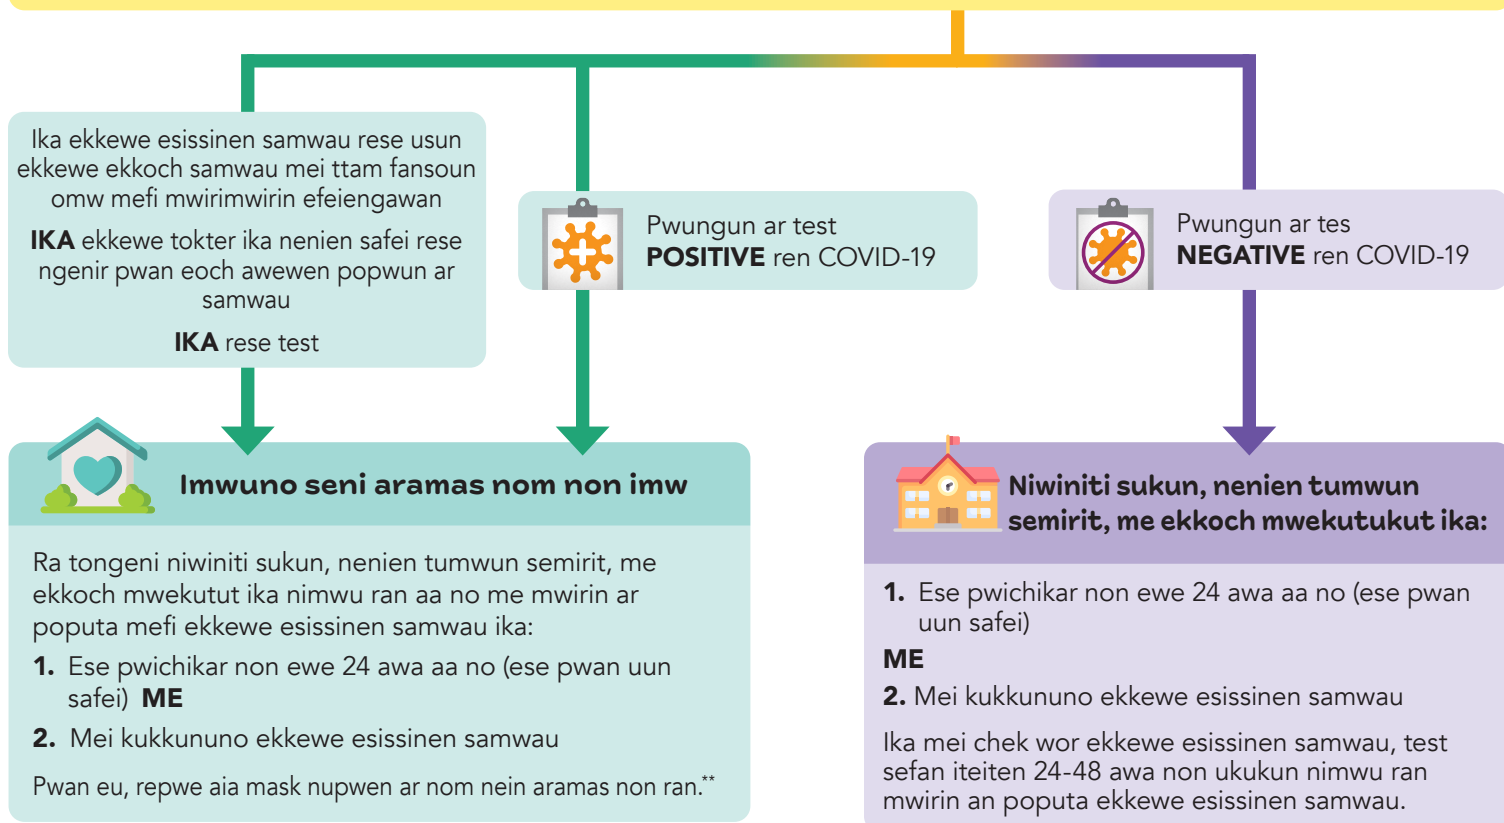 Ika ekkewe esissinen samwau rese usun
ekkewe ekkoch samwau mei ttam fansoun
omw mefi mwirimwirin efeiengawan
IKA ekkewe tokter ika nenien safei rese
ngenir pwan eoch awewen popwun ar
samwau
IKA rese test
Pwungun ar test
POSITIVE ren COVID-19
Pwungun ar tes
NEGATIVE ren COVID-19
Imwuno seni aramas nom non imw
Ra tongeni niwiniti sukun, nenien tumwun semirit, me
ekkoch mwekutut ika nimwu ran aa no me mwirin ar
poputa mefi ekkewe esissinen samwau ika:
1. Ese pwichikar non ewe 24 awa aa no (ese pwan uun
safei) ME
2. Mei kukkununo ekkewe esissinen samwau
Pwan eu, repwe aia mask nupwen ar nom nein aramas non ran.**
Niwiniti sukun, nenien tumwun
semirit, me ekkoch mwekutukut ika:
1. Ese pwichikar non ewe 24 awa aa no (ese pwan
uun safei)
ME
2. Mei kukkununo ekkewe esissinen samwau
Ika mei chek wor ekkewe esissinen samwau, test
sefan iteiten 24-48 awa non ukukun nimwu ran
mwirin an poputa ekkewe esissinen samwau.